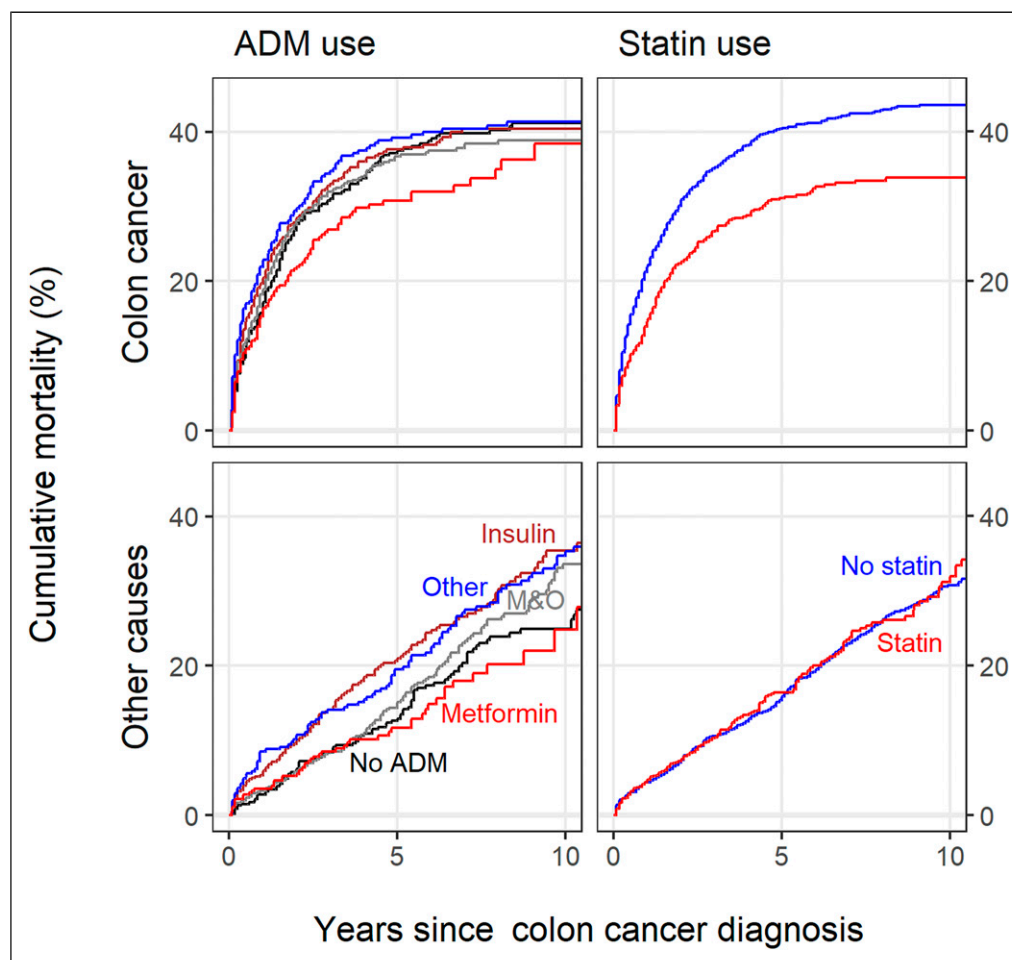 ADM use
Statin use
Cumulative mortality (%)
Colon cancer
40
20
0
40
20
0
Other causes
40
20
0
Insulin
Other
M&O
Metformin
No ADM
No statin
Statin
40
20
0
0
5
10
0
5
10
Years since colon cancer diagnosis